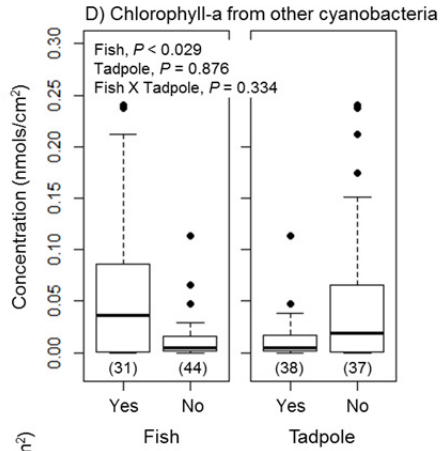 D) Chlorophyll-a from other cyanobacteria
Fish, P < 0.029
Tadpole, P = 0.876
Fish X Tadpole, P = 0.334
Concentration (nmols/cm²)
0.30
0.25
0.20
0.15
0.10
0.05
0.00
(31) (44) (38) (37)
Yes No Yes No
Fish Tadpole